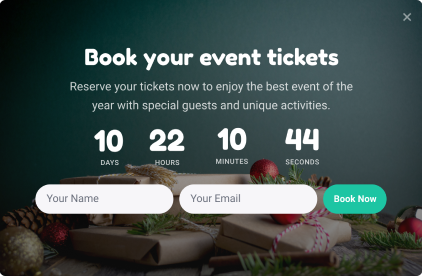 ×
Book your event tickets
Reserve your tickets now to enjoy the best event of the
year with special guests and unique activities.
10 22 10 44
DAYS HOURS MINUTES SECONDS
Your Name Your Email Book Now